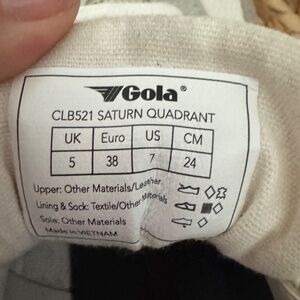 Gola®
CLB521 SATURN QUADRANT
UK Euro US CM
5 38 7 24
Upper: Other Materials/Leather
Lining & Sock: Textile/Other Materials
Sole: Other Materials
Made in VIETNAM